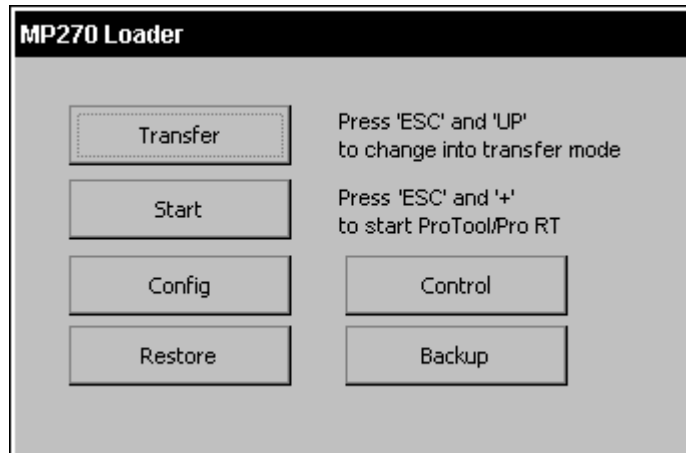 MP270 Loader
Transfer
Press 'ESC' and 'UP'
to change into transfer mode
Start
Press 'ESC' and '+'
to start ProTool/Pro RT
Config
Control
Restore
Backup